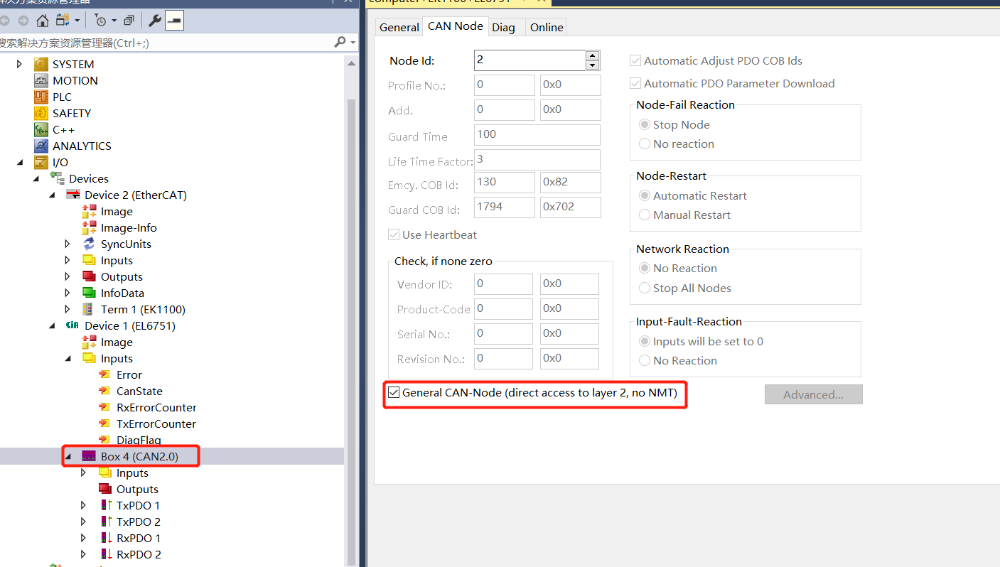 解决方案资源管理器
搜索解决方案资源管理器(Ctrl+;)
SYSTEM
MOTION
PLC
SAFETY
C++
ANALYTICS
I/O
Devices
Device 2 (EtherCAT)
Image
Image-Info
SyncUnits
Inputs
Outputs
InfoData
Term 1 (EK1100)
Device 1 (EL6751)
Image
Inputs
Error
CanState
RxErrorCounter
TxErrorCounter
DiagFlag
Box 4 (CAN2.0)
Inputs
Outputs
TxPDO 1
TxPDO 2
RxPDO 1
RxPDO 2
computer+EK1100+EL6751
General CAN Node Diag Online
Node Id: 2
Profile No.: 0 0x0
Add. 0 0x0
Guard Time 100
Life Time Factor: 3
Emcy. COB Id: 130 0x82
Guard COB Id: 1794 0x702
Use Heartbeat
Check, if none zero
Vendor ID: 0 0x0
Product-Code 0 0x0
Serial No.: 0 0x0
Revision No.: 0 0x0
General CAN-Node (direct access to layer 2, no NMT)
Automatic Adjust PDO COB Ids
Automatic PDO Parameter Download
Node-Fail Reaction
Stop Node
No reaction
Node-Restart
Automatic Restart
Manual Restart
Network Reaction
No Reaction
Stop All Nodes
Input-Fault-Reaction
Inputs will be set to 0
No Reaction
Advanced...